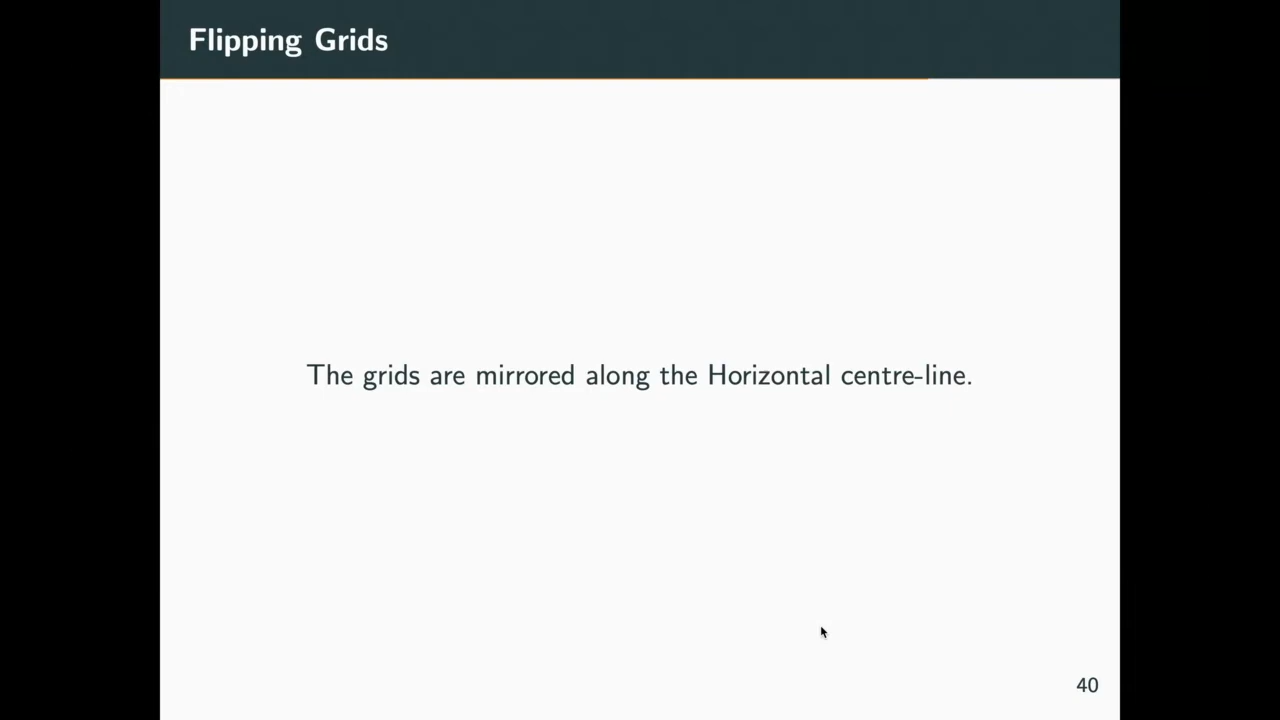 Flipping Grids
The grids are mirrored along the Horizontal centre-line.
40